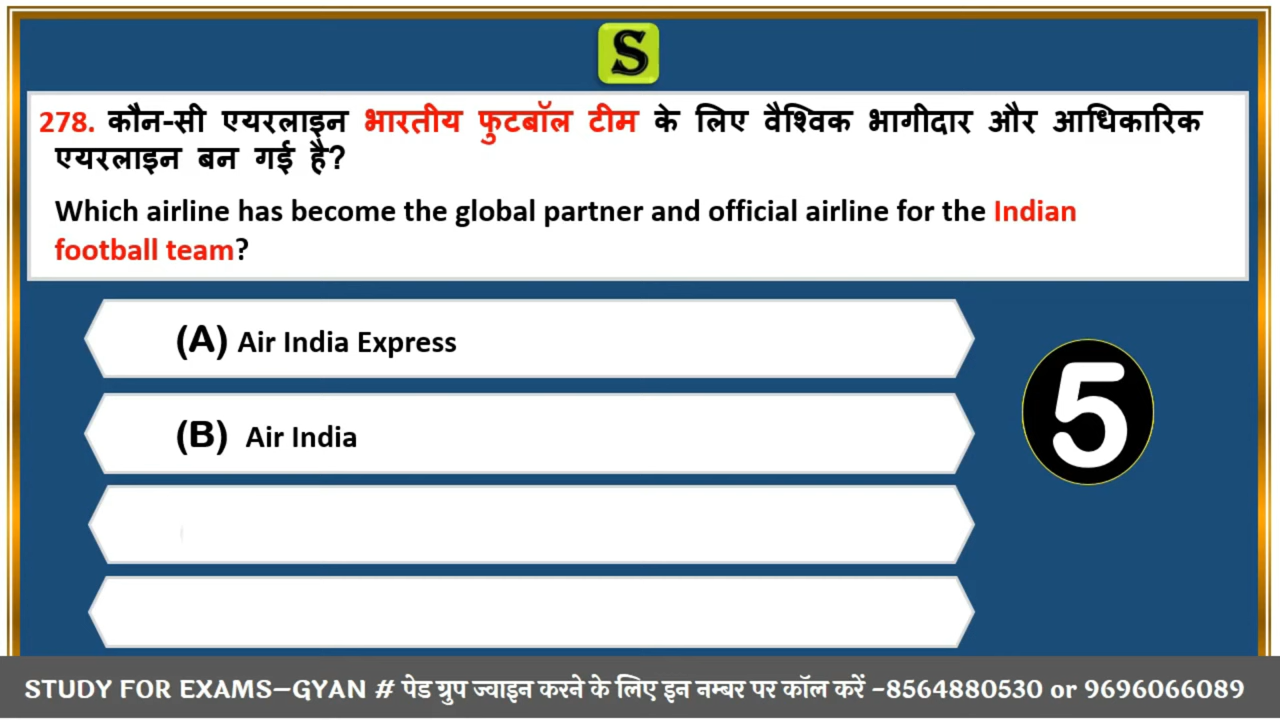 S
278. कौन-सी एयरलाइन भारतीय फुटबॉल टीम के लिए वैश्विक भागीदार और आधिकारिक
एयरलाइन बन गई है?
Which airline has become the global partner and official airline for the Indian
football team?
(A) Air India Express
(B) Air India
5
STUDY FOR EXAMS–GYAN # पेड ग्रुप ज्वाइन करने के लिए इन नम्बर पर कॉल करें –8564880530 or 9696066089